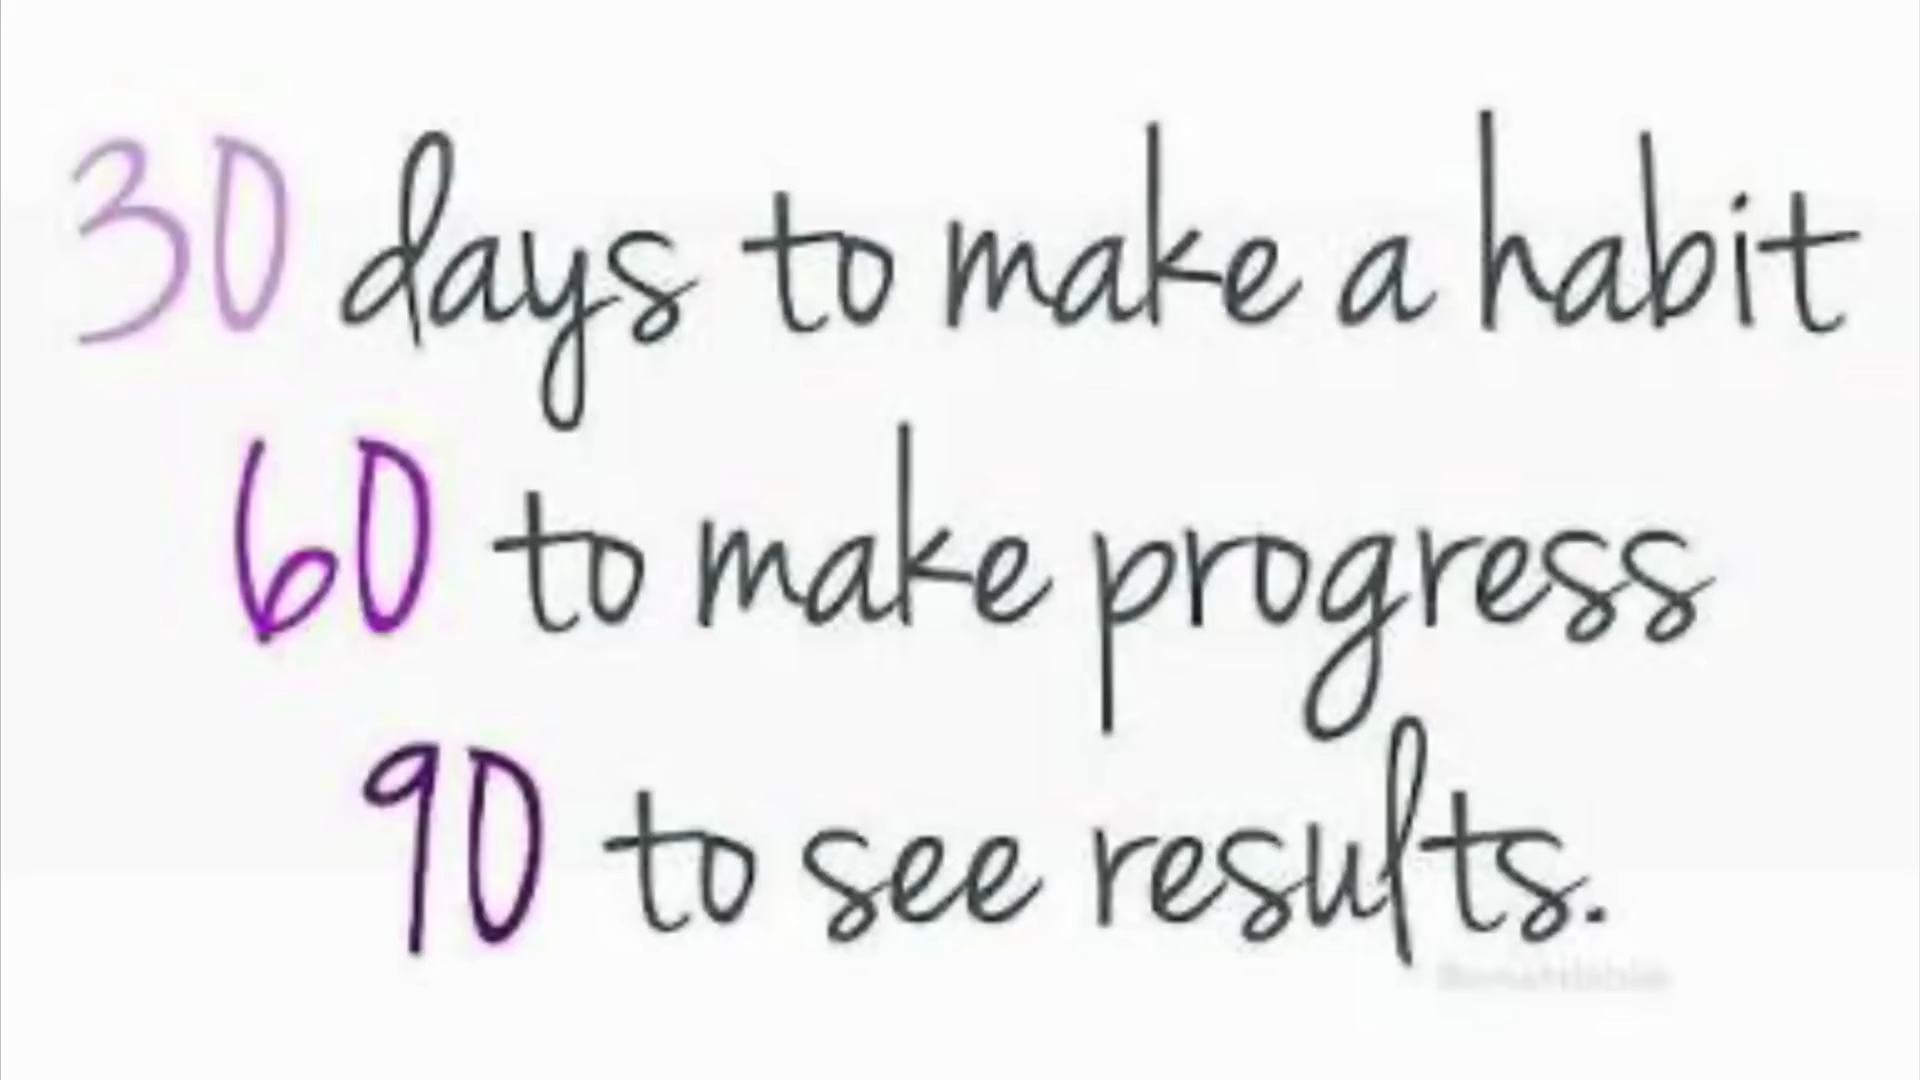 30 days to make a habit
60 to make progress
90 to see results.